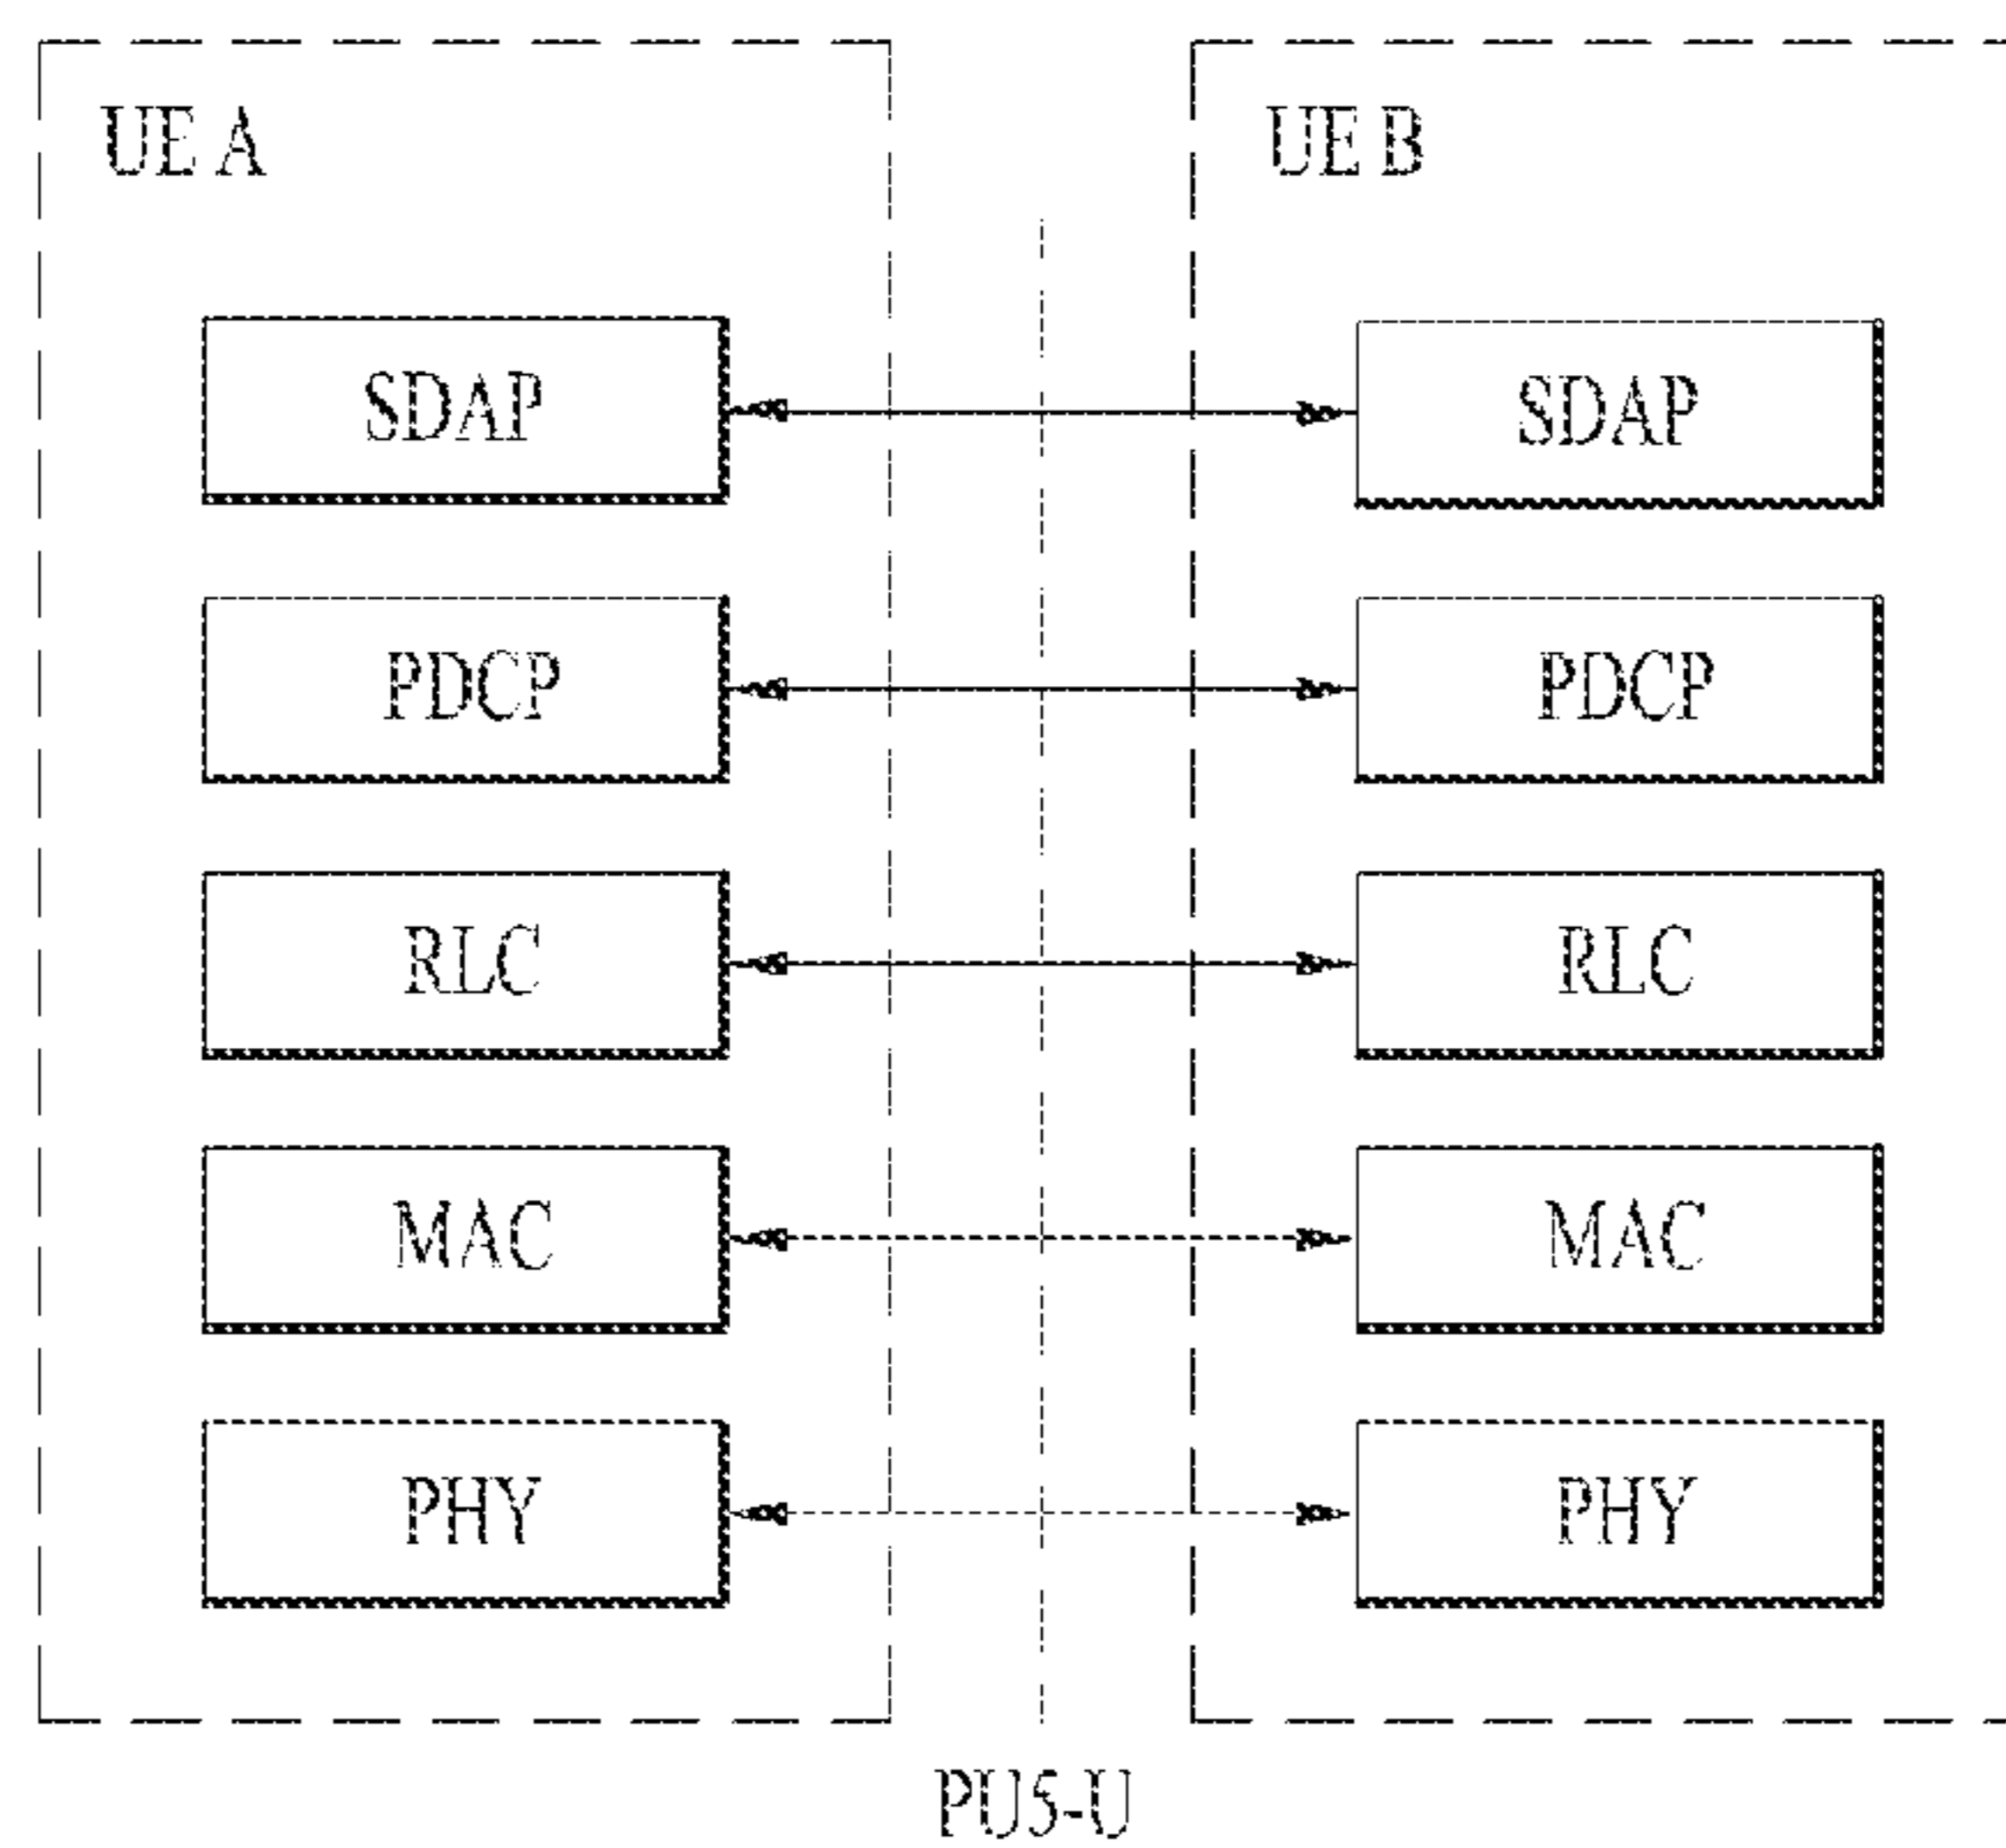 UE A UE B
SDAP SDAP
PDCP PDCP
RLC RLC
MAC MAC
PHY PHY
PU5-U